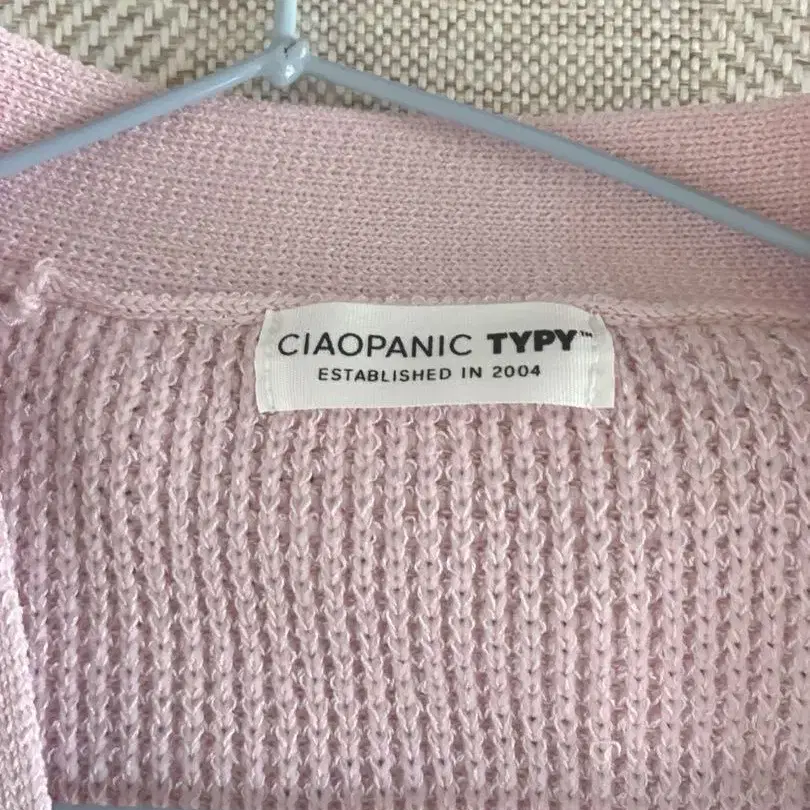 CIAOPANIC TYPY™
ESTABLISHED IN 2004